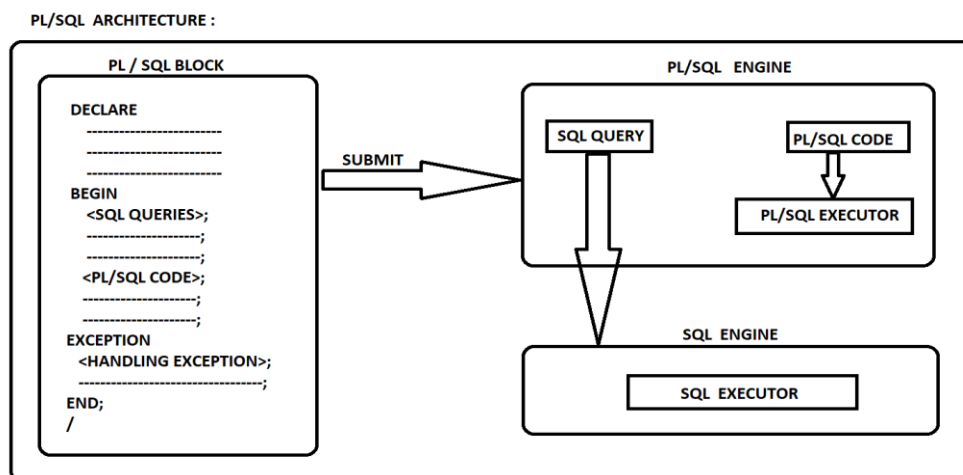 PL/SQL ARCHITECTURE :
PL / SQL BLOCK
DECLARE
-------------------------
-------------------------
-------------------------
BEGIN
<SQL QUERIES>;
---------------------;
---------------------;
<PL/SQL CODE>;
---------------------;
---------------------;
EXCEPTION
<HANDLING EXCEPTION>;
----------------------------------;
END;
/
SUBMIT
PL/SQL ENGINE
SQL QUERY
PL/SQL CODE
PL/SQL EXECUTOR
SQL ENGINE
SQL EXECUTOR